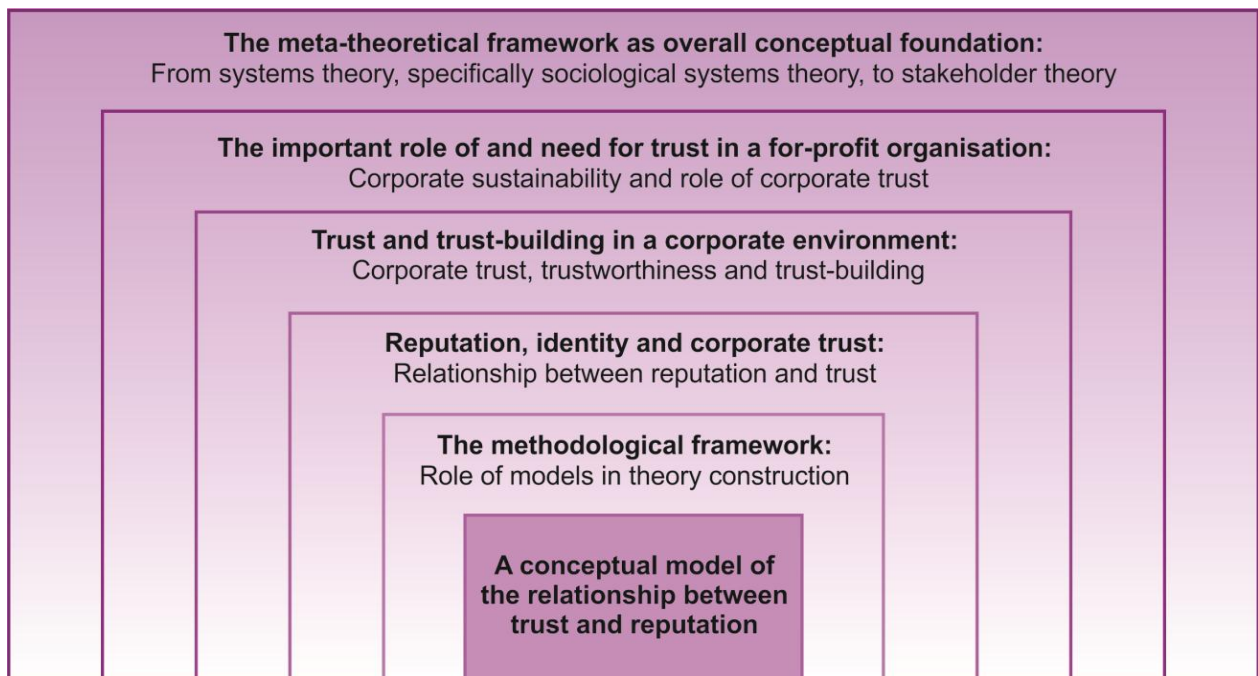 The meta-theoretical framework as overall conceptual foundation:
From systems theory, specifically sociological systems theory, to stakeholder theory
The important role of and need for trust in a for-profit organisation:
Corporate sustainability and role of corporate trust
Trust and trust-building in a corporate environment:
Corporate trust, trustworthiness and trust-building
Reputation, identity and corporate trust:
Relationship between reputation and trust
The methodological framework:
Role of models in theory construction
A conceptual model of
the relationship between
trust and reputation